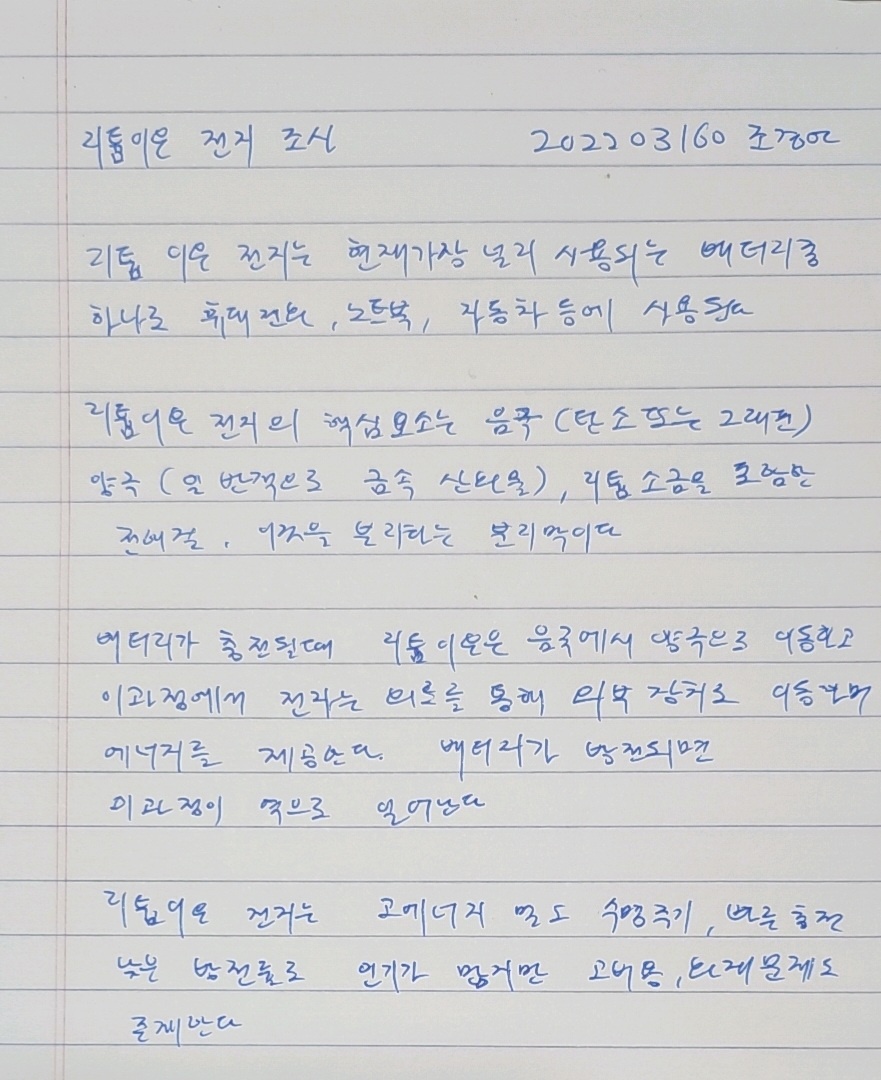 리튬이온 전지 조사 202203160 조경아
리튬 이온 전지는 현재가장 널리 사용되는 배터리중
하나로 휴대전화, 노트북, 자동차 등에 사용된다
리튬이온 전지의 핵심요소는 음극 (탄소 또는 그래핀)
양극 (일반적으로 금속 산화물), 리튬 소금을 포함한
전해질, 이것을 분리하는 분리막이다
배터리가 충전될때 리튬이온은 음극에서 양극으로 이동하고
이과정에서 전자는 회로를 통해 외부 장치로 이동하며
에너지를 제공한다. 배터리가 방전되면
이과정이 역으로 일어난다
리튬이온 전지는 고에너지 밀도 수명주기, 빠른 충전
낮은 방전률로 인기가 많지만 고비용, 화재 문제도
존재한다